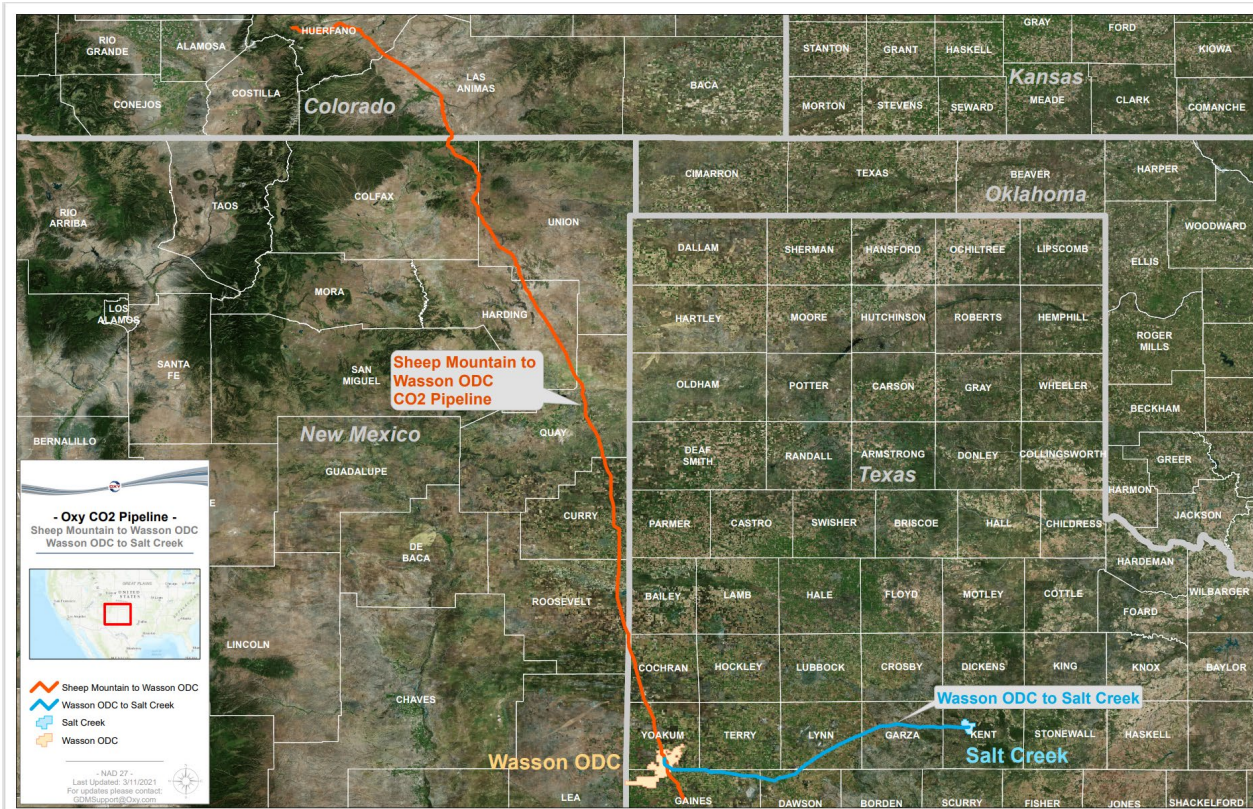 HUERFANO
RIO
GRANDE
ALAMOSA
CONEJOS
COSTILLA
Colorado
LAS
ANIMAS
BACA
STANTON
GRANT
HASKELL
GRAY
FORD
KIOWA
Kansas
MORTON
STEVENS
SEWARD
MEADE
CLARK
COMANCHE
RIO
ARRIBA
TAOS
COLFAX
UNION
CIMARRON
TEXAS
BEAVER
HARPER
Oklahoma
WOODWARD
ELLIS
DALLAM
SHERMAN
HANSFORD
OCHILTREE
LIPSCOMB
LOS
ALAMOS
MORA
HARDING
HARTLEY
MOORE
HUTCHINSON
ROBERTS
HEMPHILL
ROGER
MILLS
SANTA
FE
SAN
MIGUEL
Sheep Mountain to
Wasson ODC
CO2 Pipeline
OLDHAM
POTTER
CARSON
GRAY
WHEELER
BECKHAM
BERNALILLO
New Mexico
QUAY
GUADALUPE
DEAF
SMITH
RANDALL
ARMSTRONG
DONLEY
COLLINGSWORTH
Texas
GREER
HARMON
JACKSON
CURRY
DE
BACA
PARMER
CASTRO
SWISHER
BRISCOE
HALL
CHILDRESS
HARDEMAN
ROOSEVELT
BAILEY
LAMB
HALE
FLOYD
MOTLEY
COTTLE
FOARD
WILBARGER
LINCOLN
CHAVES
COCHRAN
HOCKLEY
LUBBOCK
CROSBY
DICKENS
KING
KNOX
BAYLOR
Wasson ODC to Salt Creek
YOAKUM
TERRY
LYNN
GARZA
KENT
STONEWALL
HASKELL
Wasson ODC
Salt Creek
LEA
GAINES
DAWSON
BORDEN
SCURRY
FISHER
JONES
SHACKELFORD
OXY
- Oxy CO2 Pipeline -
Sheep Mountain to Wasson ODC
Wasson ODC to Salt Creek
Sheep Mountain to Wasson ODC
Wasson ODC to Salt Creek
Salt Creek
Wasson ODC
- NAD 27 -
Last Updated: 3/11/2021
For updates please contact:
GDMSupport@Oxy.com